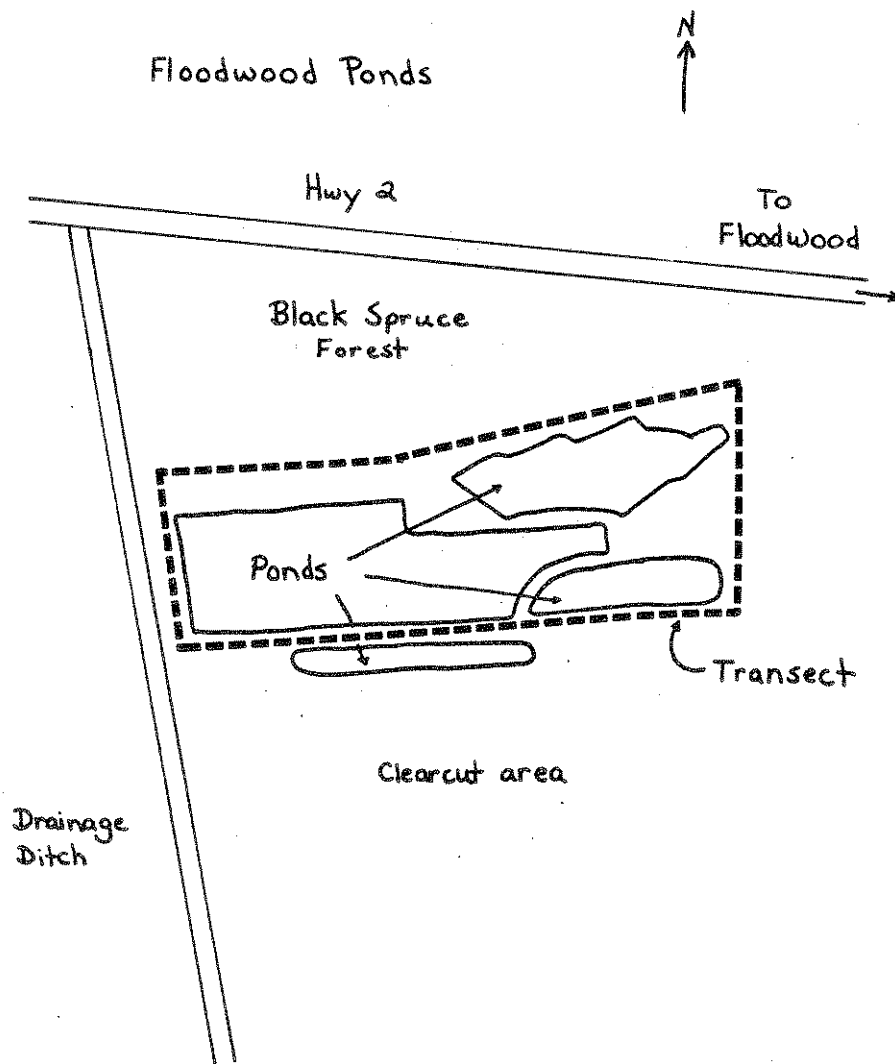 N
Floodwood Ponds
Hwy 2
To
Floodwood
Black Spruce
Forest
Ponds
Transect
Clearcut area
Drainage
Ditch